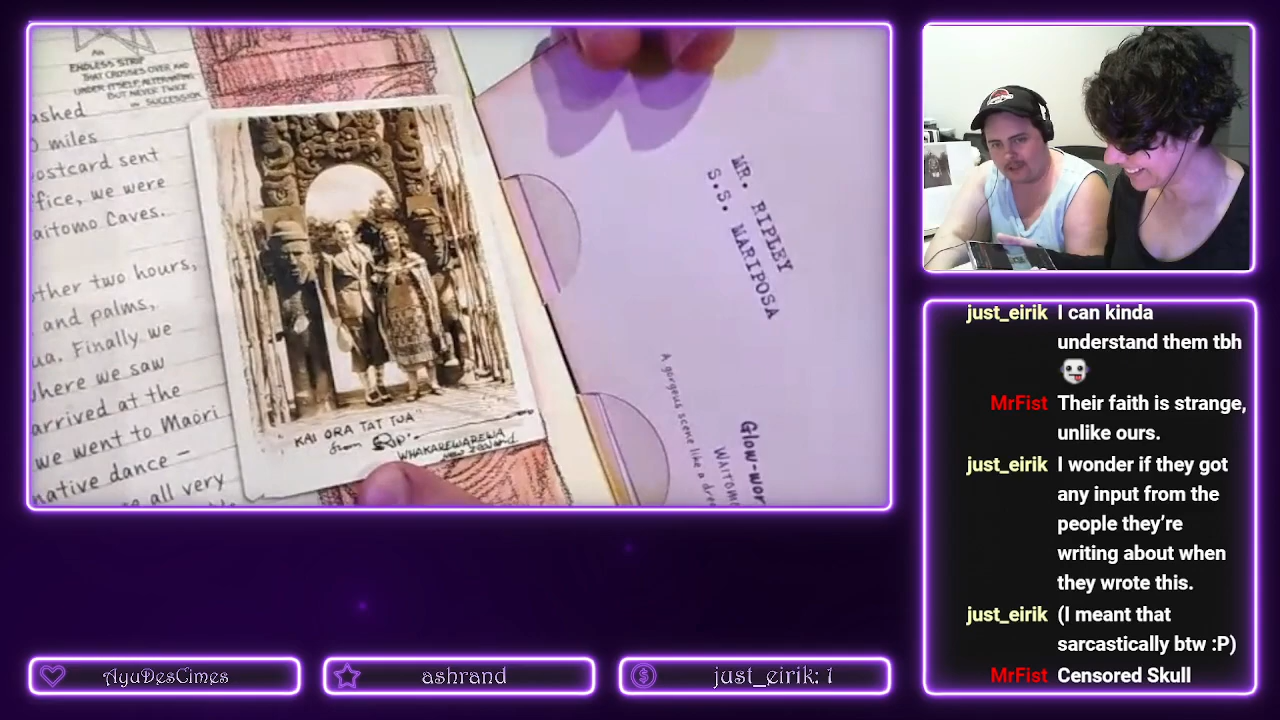 AN
ENDLESS STRIP
THAT CROSSES OVER AND
UNDER ITSELF ALTERNATING
BUT NEVER TWICE
IN SUCCESSION
ashed
0 miles
postcard sent
ffice, we were
aitomo Caves.
other two hours,
, and palms,
ua. Finally we
where we saw
arrived at the
we went to Maori
native dance –
all very
"KAI ORA TAT TUA"
from Rip
WHAKAREWAREWA
New Zealand
MR. RIPLEY
S.S. MARIPOSA
Glow-wor
Waitomo
A gorgeous scene like a dre
just_eirik I can kinda
understand them tbh
MrFist Their faith is strange,
unlike ours.
just_eirik I wonder if they got
any input from the
people they’re
writing about when
they wrote this.
just_eirik (I meant that
sarcastically btw :P)
MrFist Censored Skull
AyuDesCimes
ashrand
just_eirik: 1